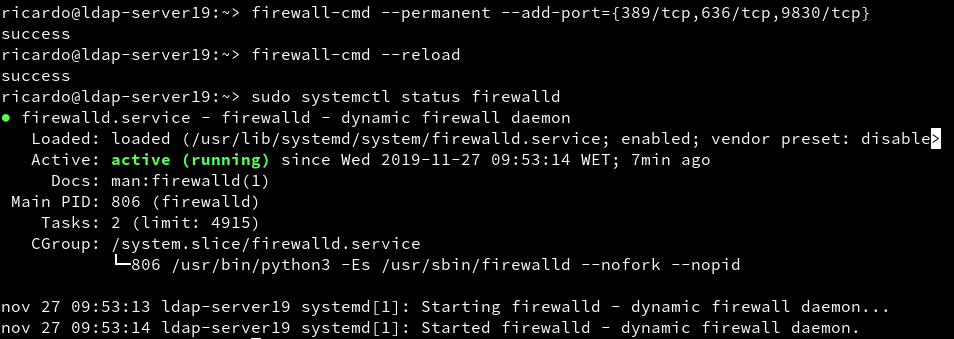 ricardo@ldap-server19:~> firewall-cmd --permanent --add-port={389/tcp,636/tcp,9830/tcp}
success
ricardo@ldap-server19:~> firewall-cmd --reload
success
ricardo@ldap-server19:~> sudo systemctl status firewalld
● firewalld.service - firewalld - dynamic firewall daemon
   Loaded: loaded (/usr/lib/systemd/system/firewalld.service; enabled; vendor preset: disable>
   Active: active (running) since Wed 2019-11-27 09:53:14 WET; 7min ago
     Docs: man:firewalld(1)
 Main PID: 806 (firewalld)
    Tasks: 2 (limit: 4915)
   CGroup: /system.slice/firewalld.service
           └─806 /usr/bin/python3 -Es /usr/sbin/firewalld --nofork --nopid

nov 27 09:53:13 ldap-server19 systemd[1]: Starting firewalld - dynamic firewall daemon...
nov 27 09:53:14 ldap-server19 systemd[1]: Started firewalld - dynamic firewall daemon.